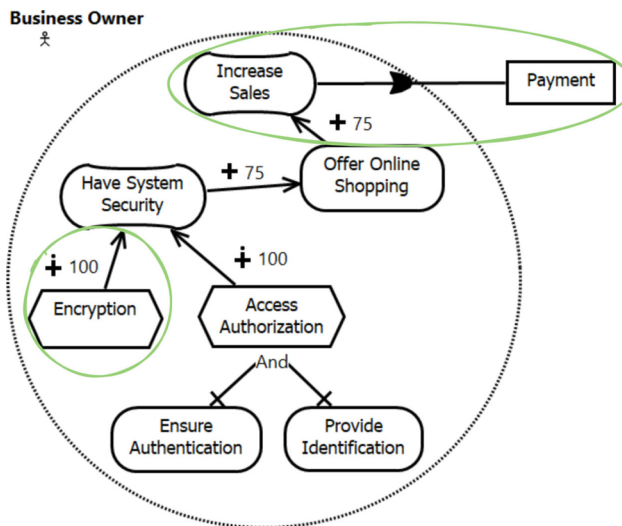 Business Owner
Increase
Sales
Payment
+ 75
Offer Online
Shopping
+ 75
Have System
Security
+ 100
+ 100
Encryption
Access
Authorization
And
Ensure
Authentication
Provide
Identification